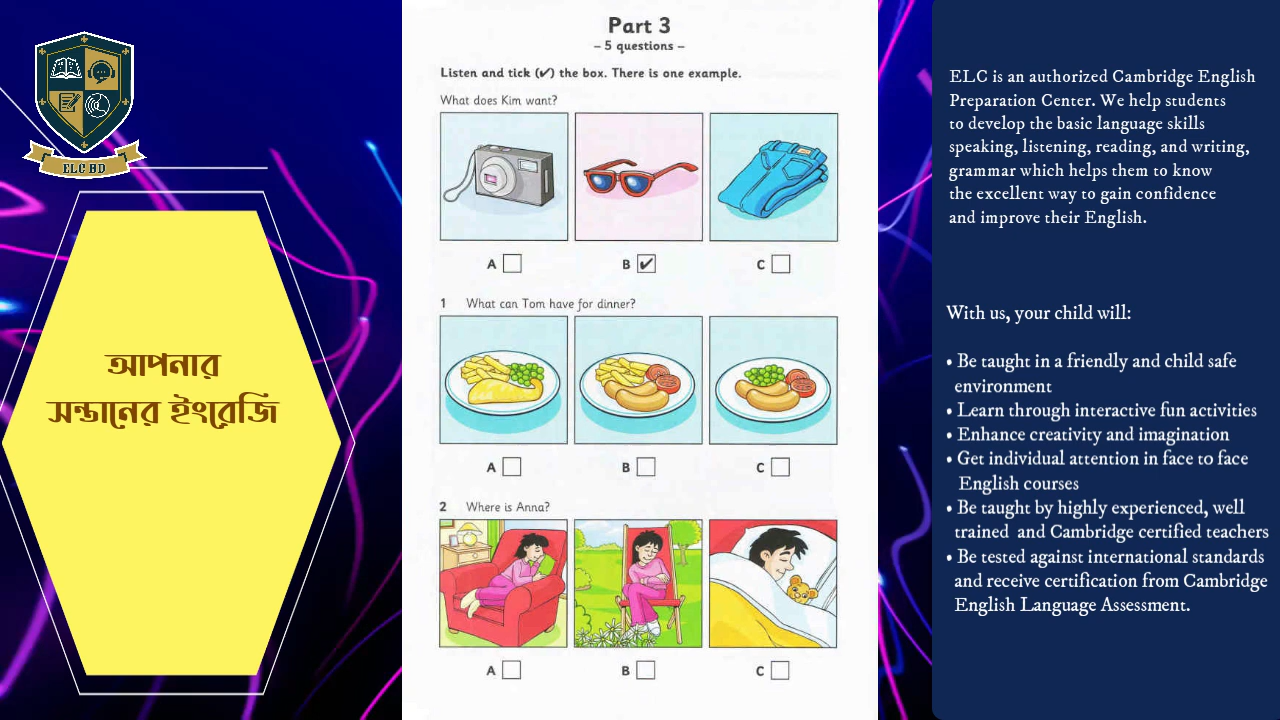 ELC BD
আপনার
সন্তানের ইংরেজি
Part 3
– 5 questions –
Listen and tick (✔) the box. There is one example.
What does Kim want?
A
B ✔
C
1 What can Tom have for dinner?
A
B
C
2 Where is Anna?
A
B
C
ELC is an authorized Cambridge English
Preparation Center. We help students
to develop the basic language skills
speaking, listening, reading, and writing,
grammar which helps them to know
the excellent way to gain confidence
and improve their English.
With us, your child will:
• Be taught in a friendly and child safe
environment
• Learn through interactive fun activities
• Enhance creativity and imagination
• Get individual attention in face to face
English courses
• Be taught by highly experienced, well
trained and Cambridge certified teachers
• Be tested against international standards
and receive certification from Cambridge
English Language Assessment.